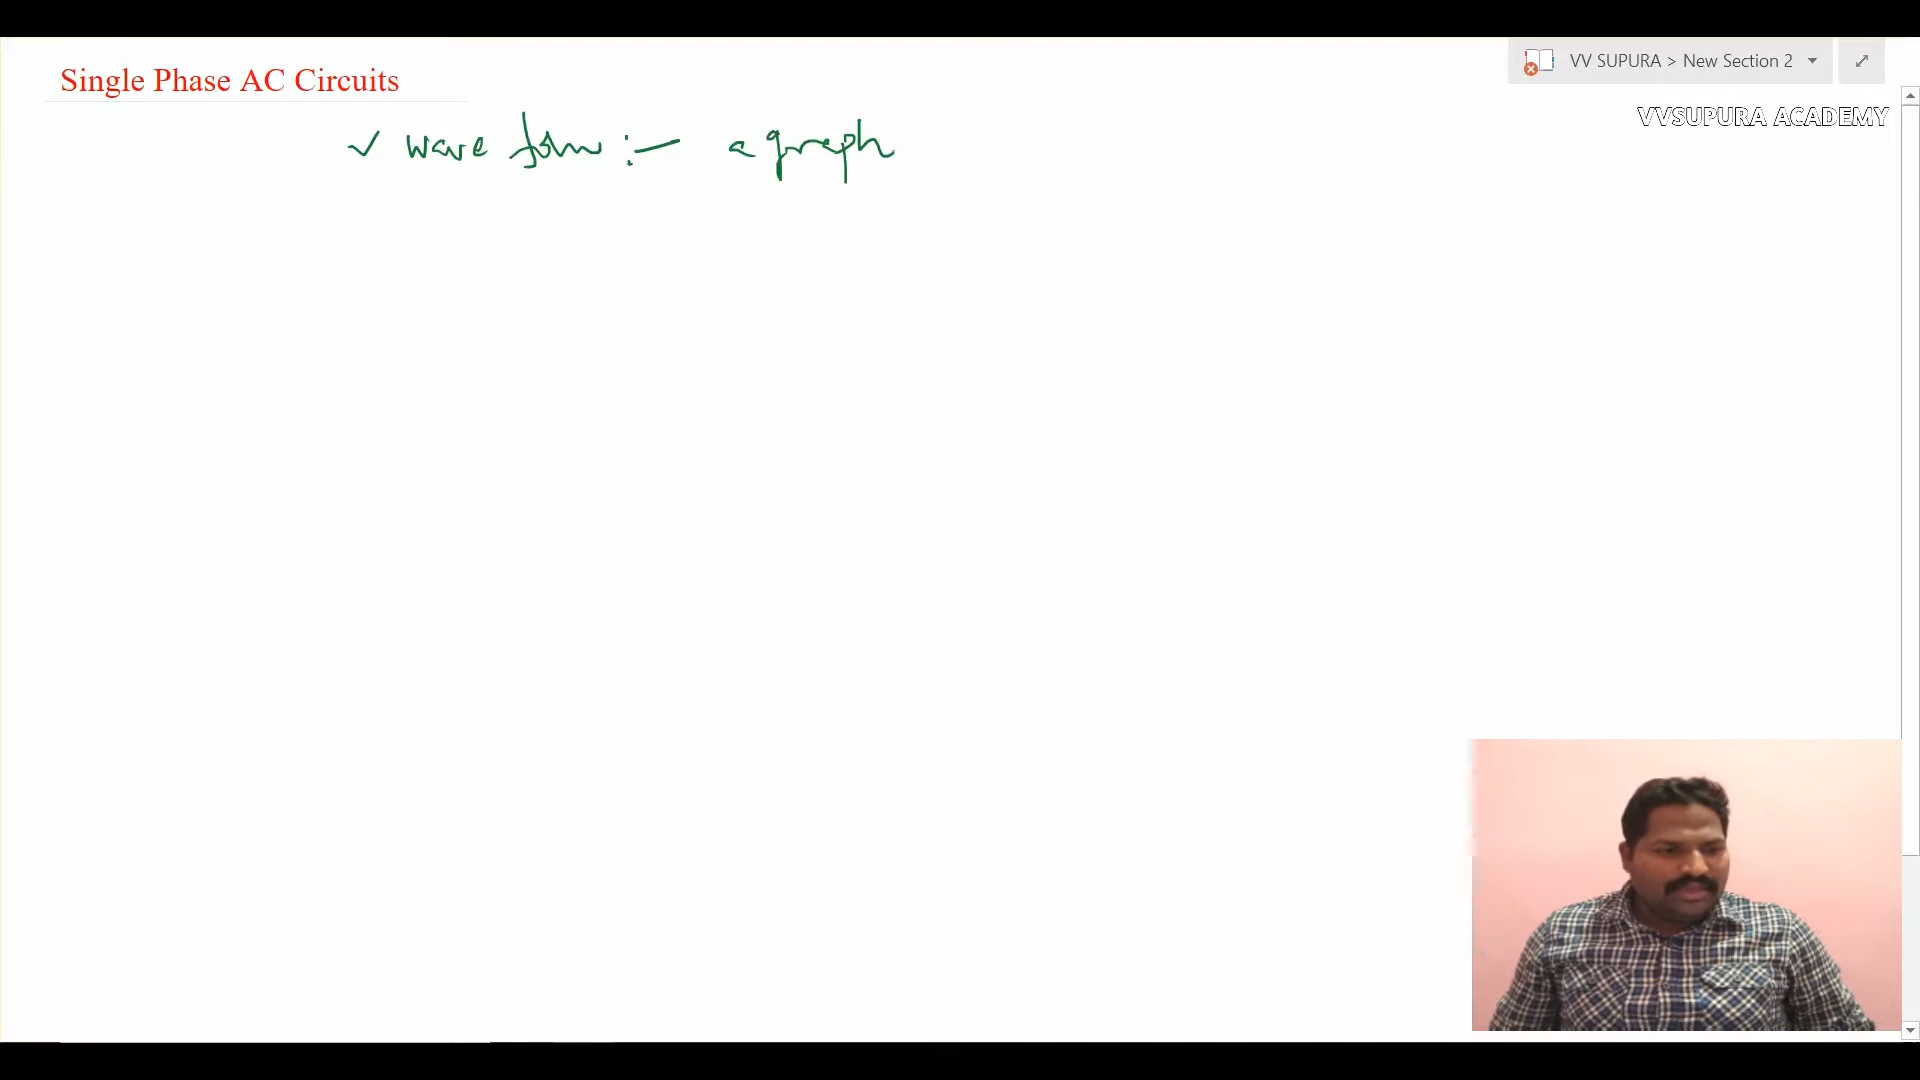 Single Phase AC Circuits
VV SUPURA > New Section 2
VVSUPURA ACADEMY
✓ wave form :— a graph